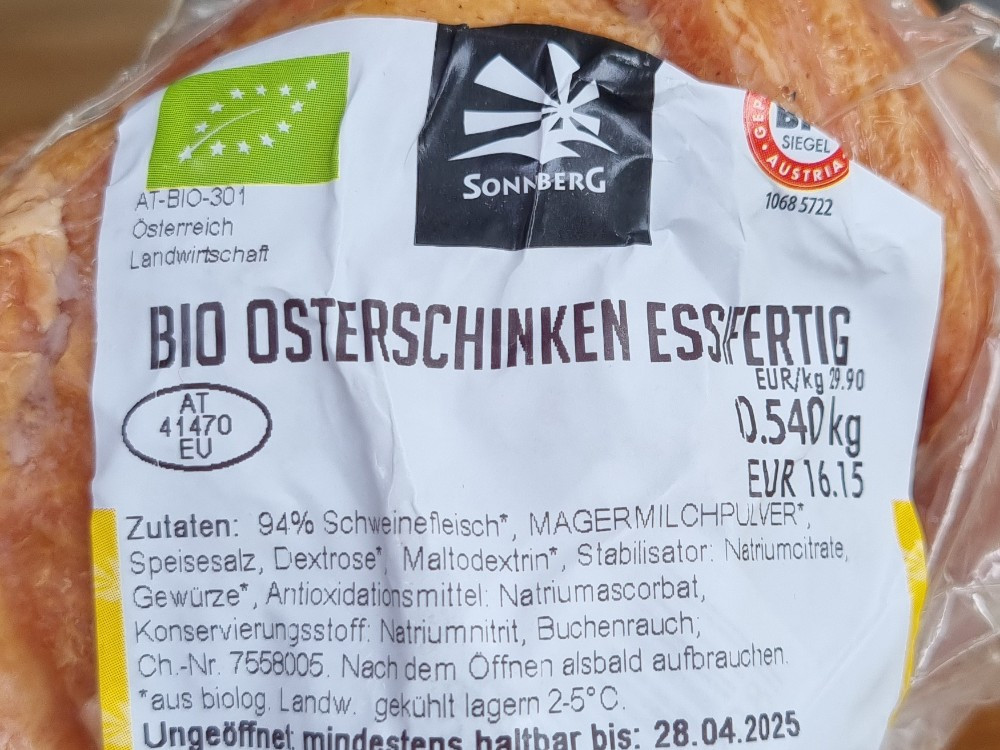 SONNBERG
SIEGEL
AUSTRIA
1068 5722
AT-BIO-301
Österreich
Landwirtschaft
BIO OSTERSCHINKEN ESSFERTIG
EUR/kg 29.90
0.540kg
EUR 16.15
AT
41470
EU
Zutaten: 94% Schweinefleisch*, MAGERMILCHPULVER*,
Speisesalz, Dextrose*, Maltodextrin*, Stabilisator: Natriumcitrate,
Gewürze*, Antioxidationsmittel: Natriumascorbat,
Konservierungsstoff: Natriumnitrit, Buchenrauch;
Ch.-Nr. 7558005. Nach dem Öffnen alsbald aufbrauchen.
*aus biolog. Landw. gekühlt lagern 2-5°C.
Ungeöffnet mindestens haltbar bis: 28.04.2025